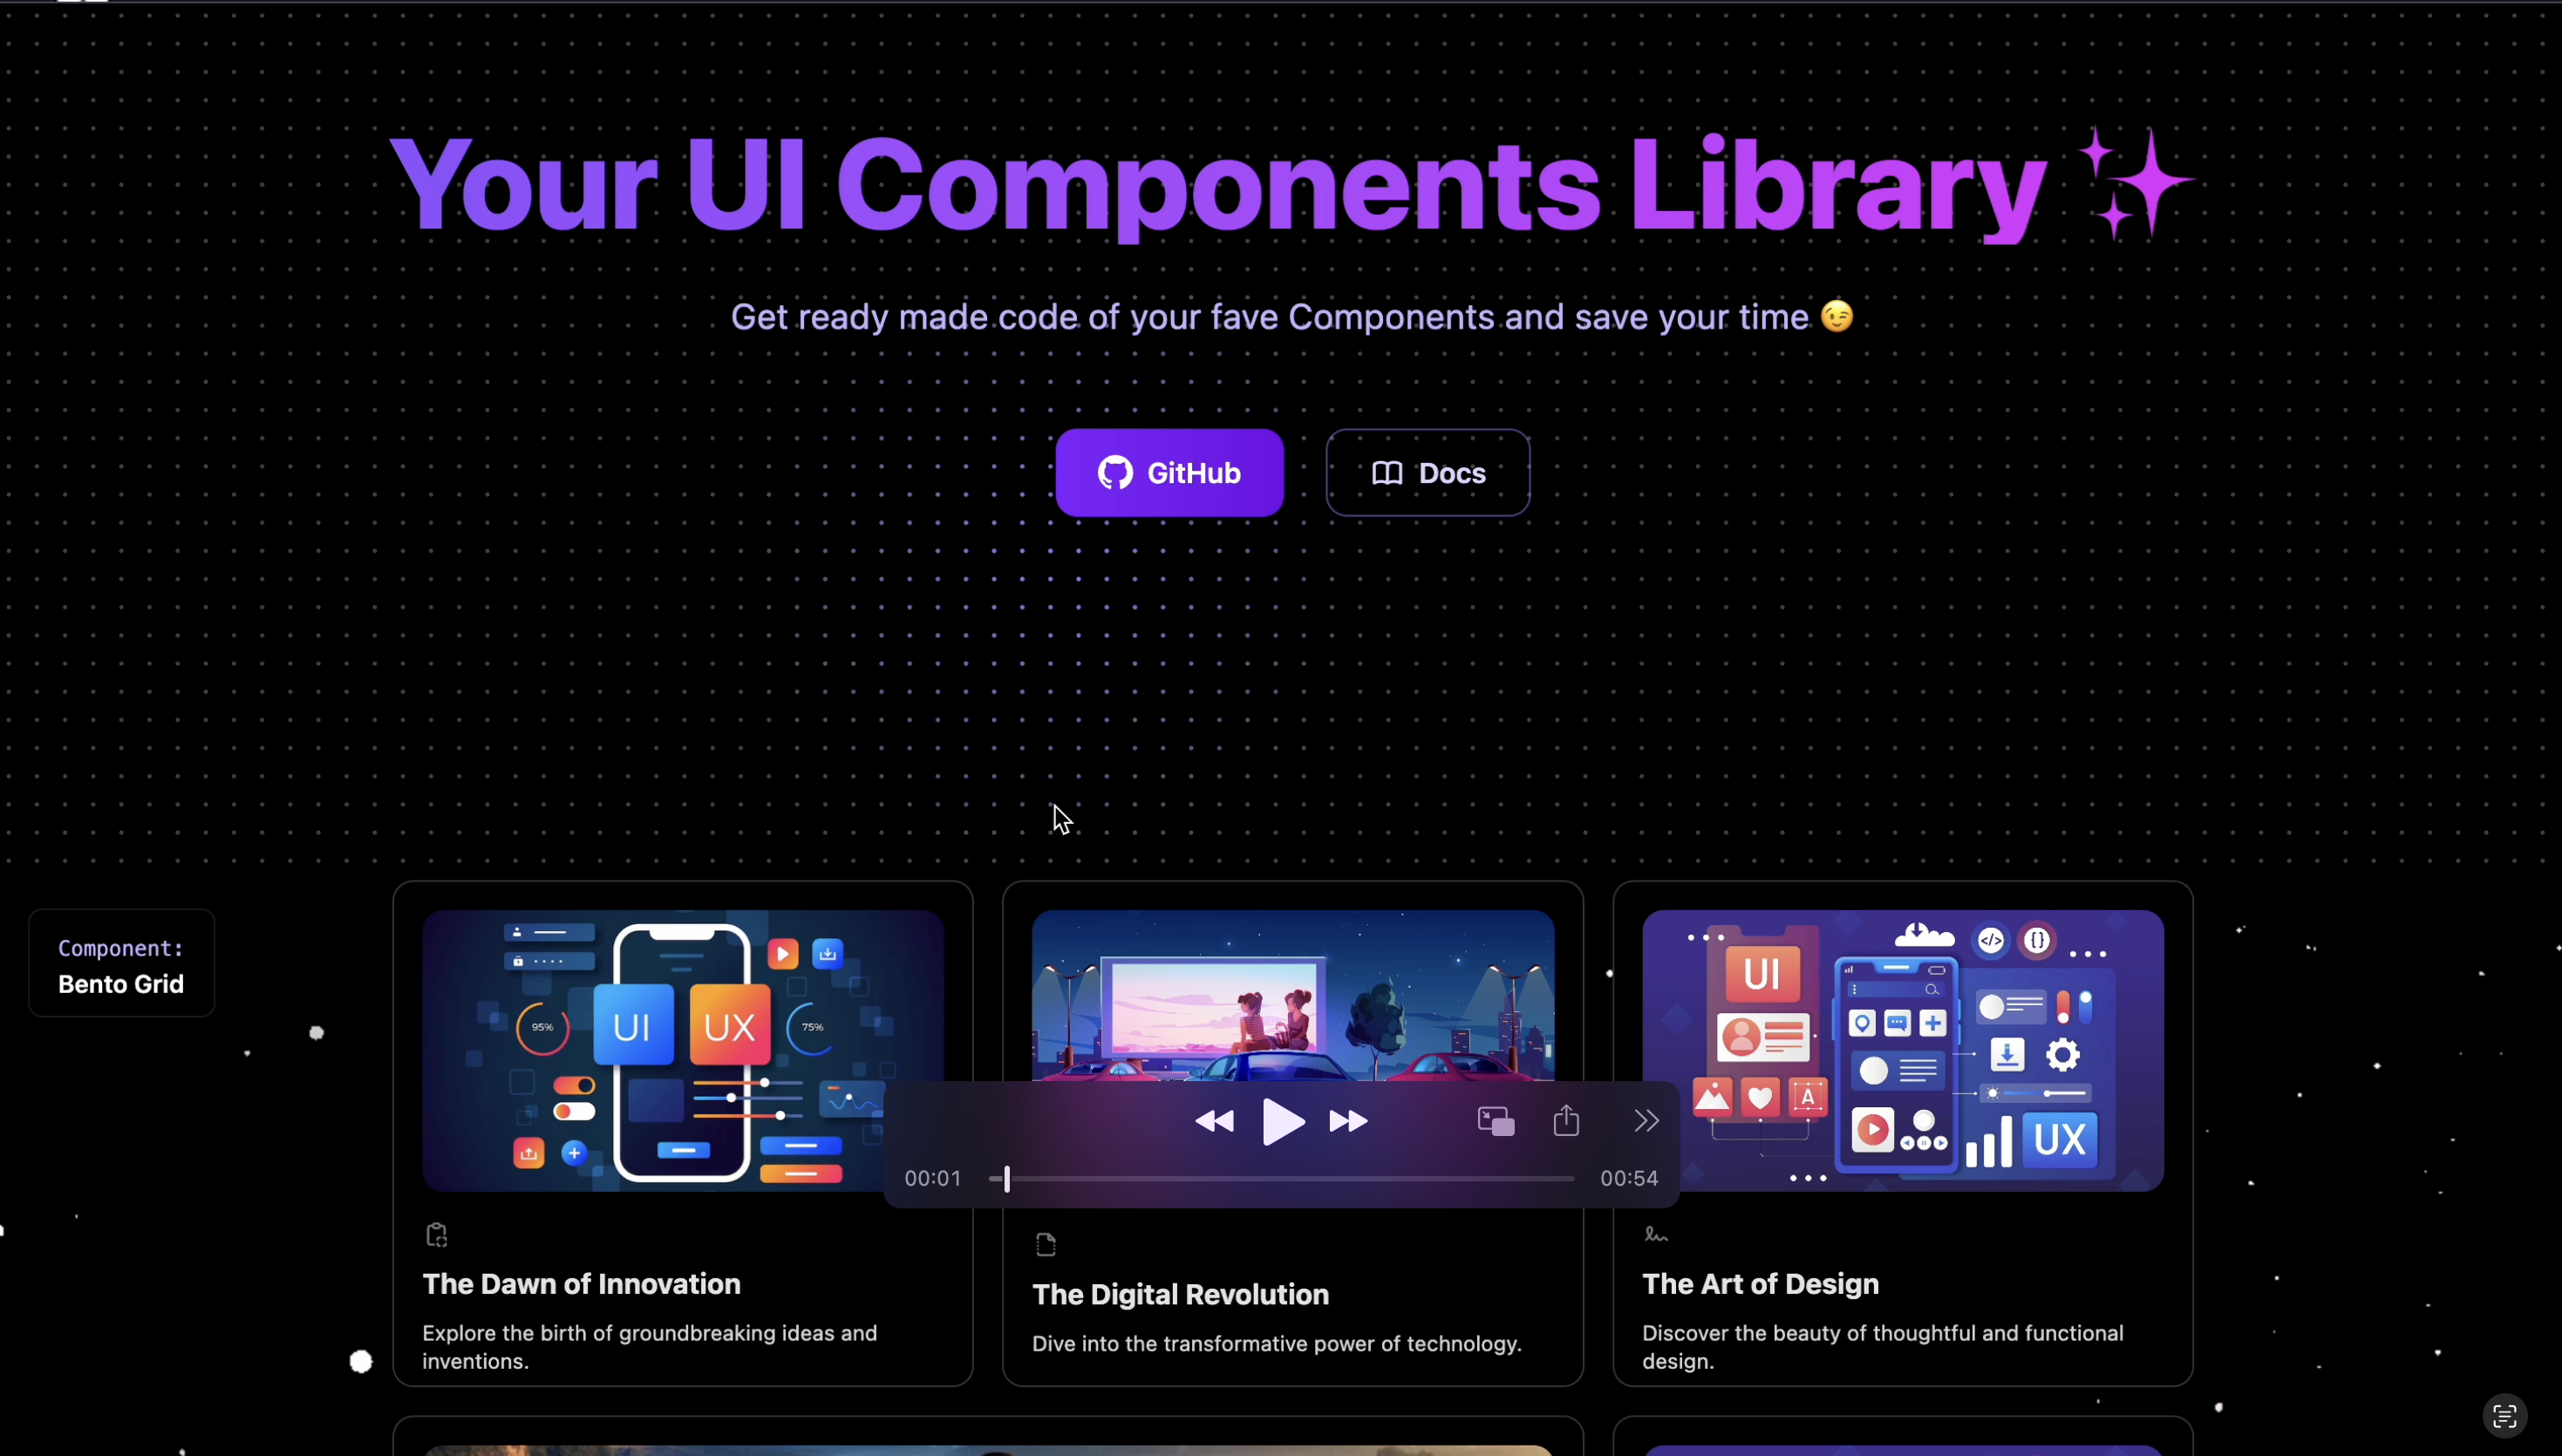 Your UI Components Library
Get ready made code of your fave Components and save your time 😉
GitHub
Docs
Component:
Bento Grid
95%
UI
UX
75%
UI
</>
{}
A
UX
00:01
00:54
The Dawn of Innovation
Explore the birth of groundbreaking ideas and
inventions.
The Digital Revolution
Dive into the transformative power of technology.
The Art of Design
Discover the beauty of thoughtful and functional
design.